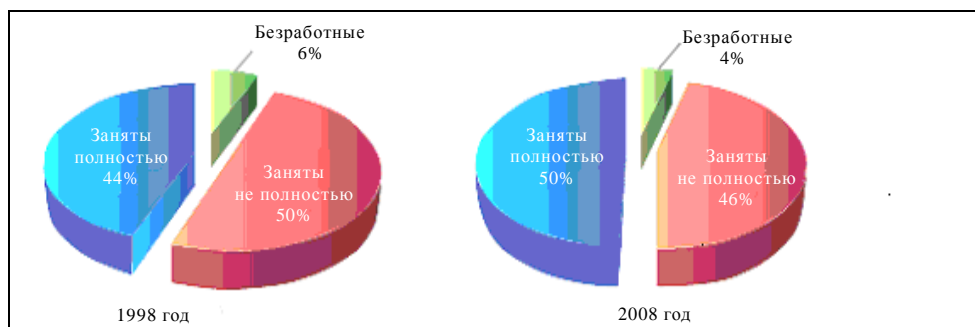 Безработные
6%
Заняты
полностью
44%
Заняты
не полностью
50%
1998 год
Безработные
4%
Заняты
полностью
50%
Заняты
не полностью
46%
2008 год